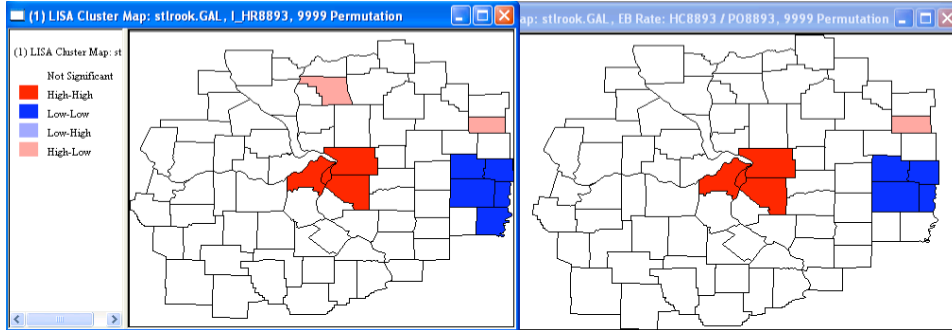 (1) LISA Cluster Map: stlrook.GAL, I_HR8893, 9999 Permutation
ap: stlrook.GAL, EB Rate: HC8893 / PO8893, 9999 Permutation
(1) LISA Cluster Map: st
Not Significant
High-High
Low-Low
Low-High
High-Low